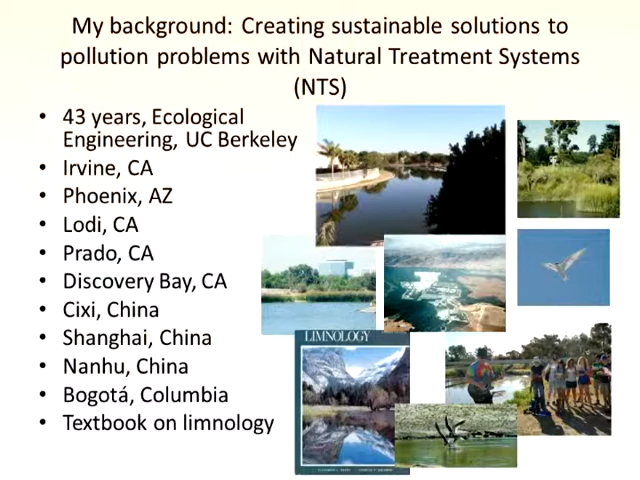 My background: Creating sustainable solutions to
pollution problems with Natural Treatment Systems
(NTS)
• 43 years, Ecological
Engineering, UC Berkeley
• Irvine, CA
• Phoenix, AZ
• Lodi, CA
• Prado, CA
• Discovery Bay, CA
• Cixi, China
• Shanghai, China
• Nanhu, China
• Bogotá, Columbia
• Textbook on limnology
LIMNOLOGY